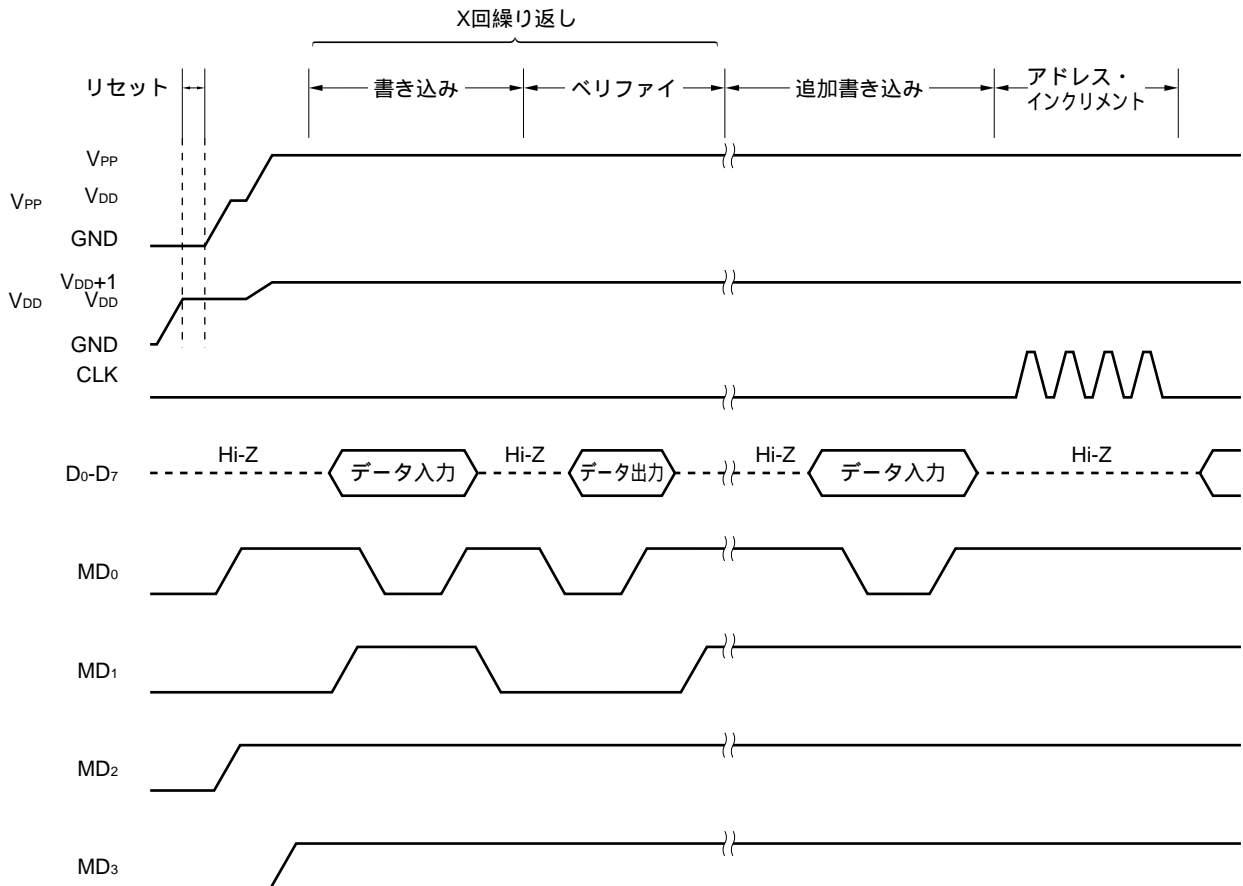 X回繰り返し
リセット
書き込み
ベリファイ
追加書き込み
アドレス・
インクリメント
VPP
VPP
VDD
GND
VDD
VDD+1
VDD
GND
CLK
D0-D7
Hi-Z
データ入力
Hi-Z
データ出力
Hi-Z
データ入力
Hi-Z
MD0
MD1
MD2
MD3